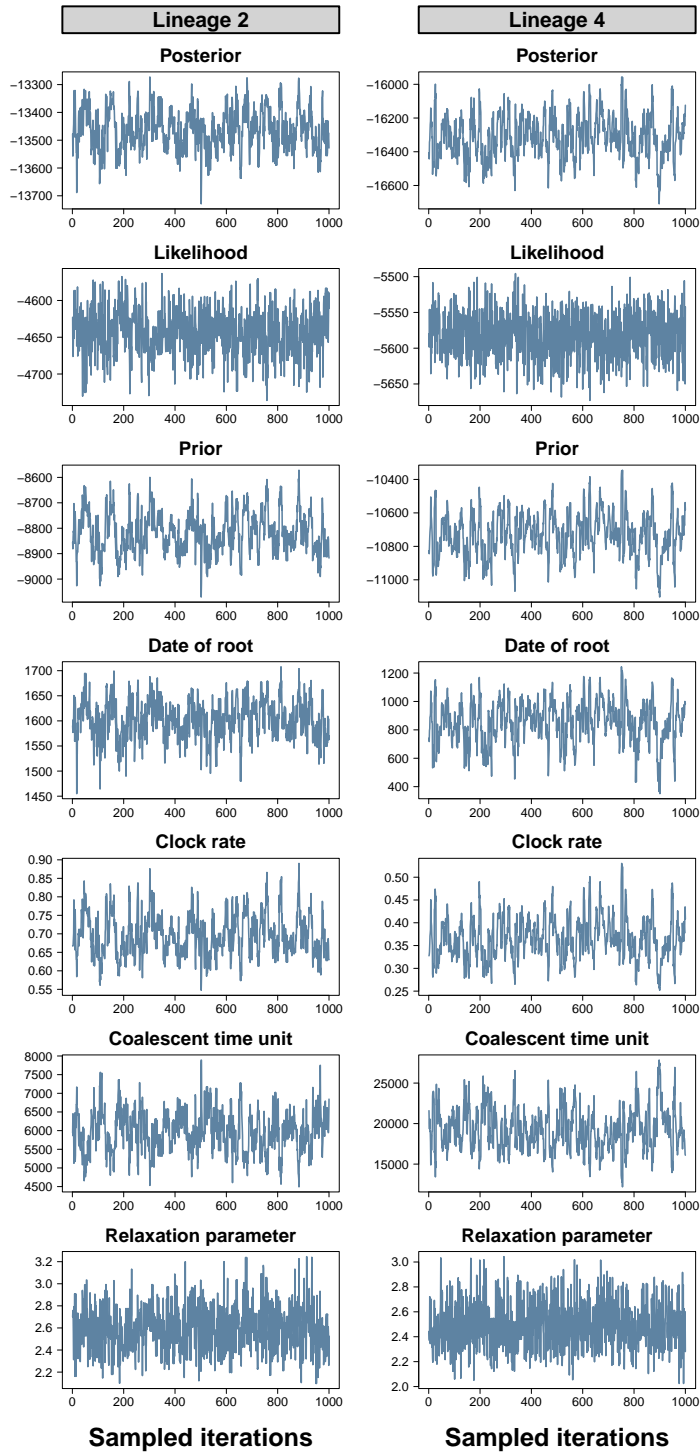 Lineage 2
Lineage 4
Posterior
Posterior
−13300
−13400
−13500
−13600
−13700
0 200 400 600 800 1000
−16000
−16200
−16400
−16600
0 200 400 600 800 1000
Likelihood
Likelihood
−4600
−4650
−4700
0 200 400 600 800 1000
−5500
−5550
−5600
−5650
0 200 400 600 800 1000
Prior
Prior
−8600
−8700
−8800
−8900
−9000
0 200 400 600 800 1000
−10400
−10600
−10800
−11000
0 200 400 600 800 1000
Date of root
Date of root
1700
1650
1600
1550
1500
1450
0 200 400 600 800 1000
1200
1000
800
600
400
0 200 400 600 800 1000
Clock rate
Clock rate
0.90
0.85
0.80
0.75
0.70
0.65
0.60
0.55
0 200 400 600 800 1000
0.50
0.45
0.40
0.35
0.30
0.25
0 200 400 600 800 1000
Coalescent time unit
Coalescent time unit
8000
7500
7000
6500
6000
5500
5000
4500
0 200 400 600 800 1000
25000
20000
15000
0 200 400 600 800 1000
Relaxation parameter
Relaxation parameter
3.2
3.0
2.8
2.6
2.4
2.2
0 200 400 600 800 1000
3.0
2.8
2.6
2.4
2.2
2.0
0 200 400 600 800 1000
Sampled iterations
Sampled iterations